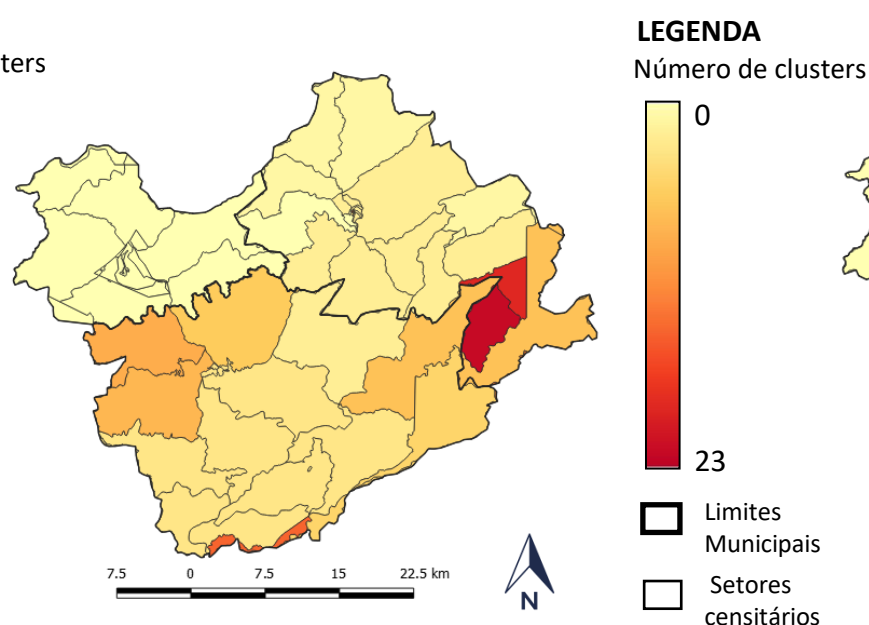 ters
LEGENDA
Número de clusters
0
23
Limites
Municipais
Setores
censitários
7.5 0 7.5 15 22.5 km
N